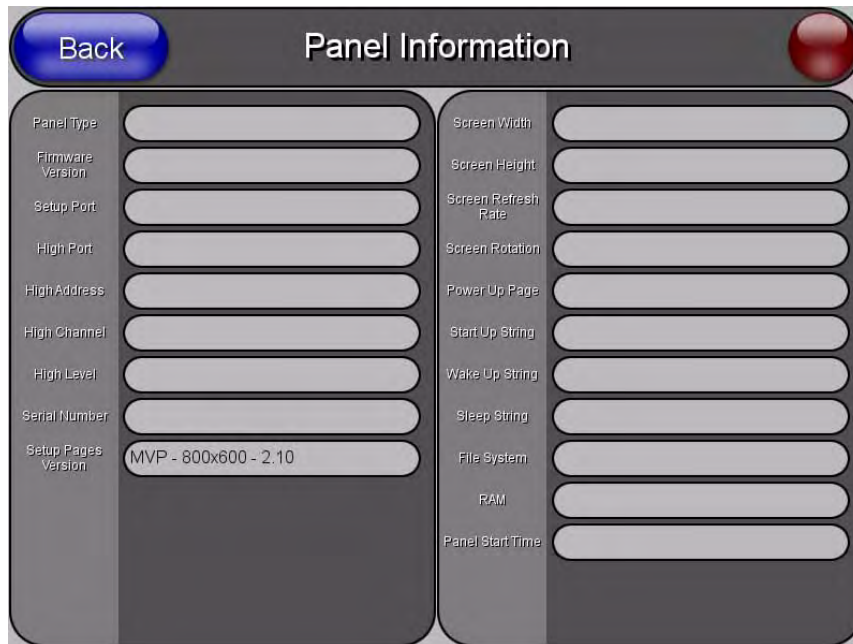 Back
Panel Information
Panel Type
Firmware
Version
Setup Port
High Port
High Address
High Channel
High Level
Serial Number
Setup Pages
Version
MVP - 800x600 - 2.10
Screen Width
Screen Height
Screen Refresh
Rate
Screen Rotation
Power Up Page
Start Up String
Wake Up String
Sleep String
File System
RAM
Panel Start Time